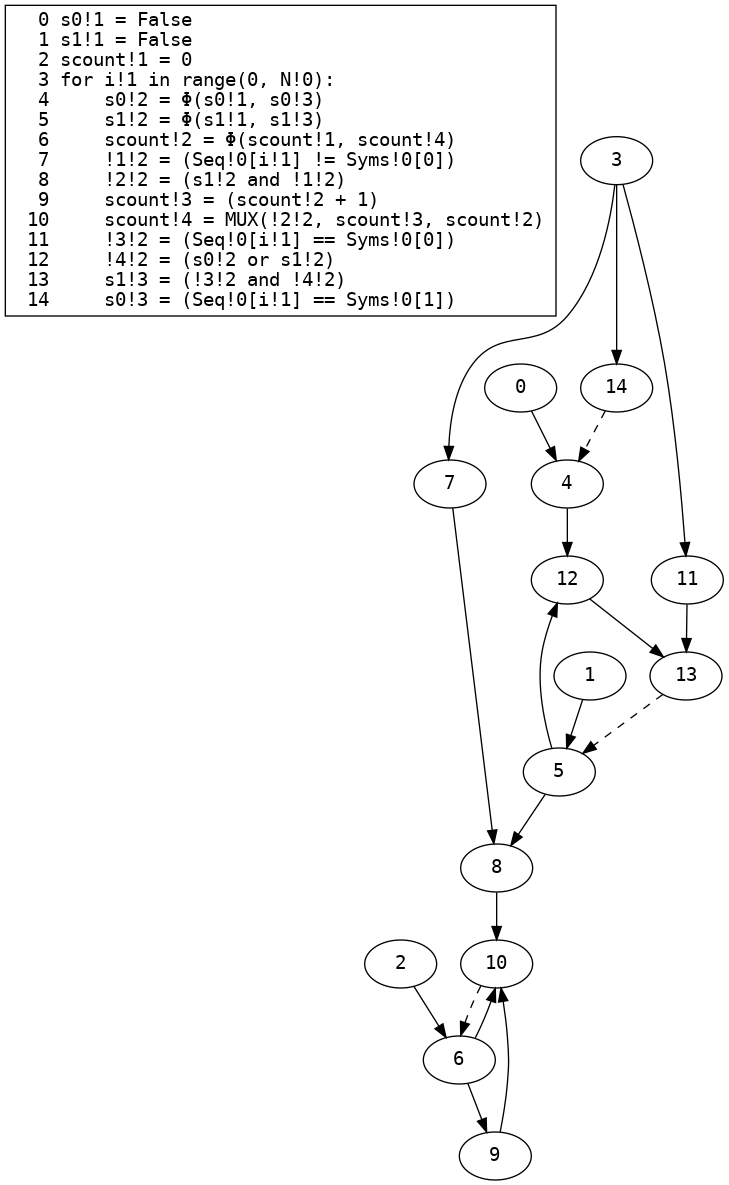 0 s0!1 = False
1 s1!1 = False
2 scount!1 = 0
3 for i!1 in range(0, N!0):
4     s0!2 = Φ(s0!1, s0!3)
5     s1!2 = Φ(s1!1, s1!3)
6     scount!2 = Φ(scount!1, scount!4)
7     !1!2 = (Seq!0[i!1] != Syms!0[0])
8     !2!2 = (s1!2 and !1!2)
9     scount!3 = (scount!2 + 1)
10     scount!4 = MUX(!2!2, scount!3, scount!2)
11     !3!2 = (Seq!0[i!1] == Syms!0[0])
12     !4!2 = (s0!2 or s1!2)
13     s1!3 = (!3!2 and !4!2)
14     s0!3 = (Seq!0[i!1] == Syms!0[1])
3
0
14
7
4
12
11
1
13
5
8
2
10
6
9